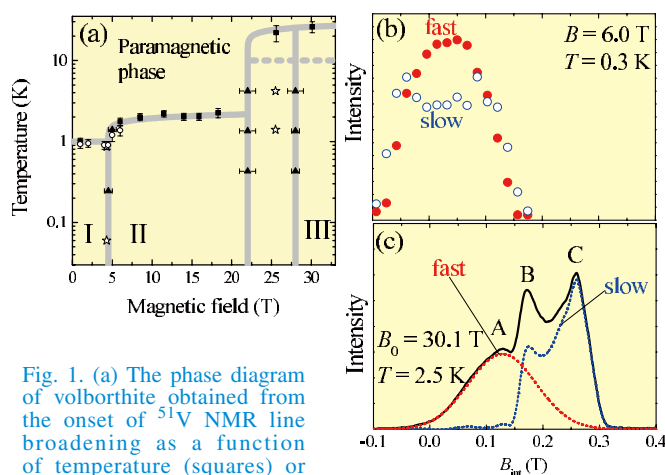 (a)
Paramagnetic
phase
Temperature (K)
10
1
0.1
I
II
III
0
5
10
15
20
25
30
Magnetic field (T)
(b)
B = 6.0 T
T = 0.3 K
fast
slow
Intensity
(c)
fast
A
B
C
slow
B₀ = 30.1 T
T = 2.5 K
Intensity
-0.1
0.0
0.1
0.2
0.3
0.4
B_int (T)
Fig. 1. (a) The phase diagram
of volborthite obtained from
the onset of ⁵¹V NMR line
broadening as a function
of temperature (squares) or